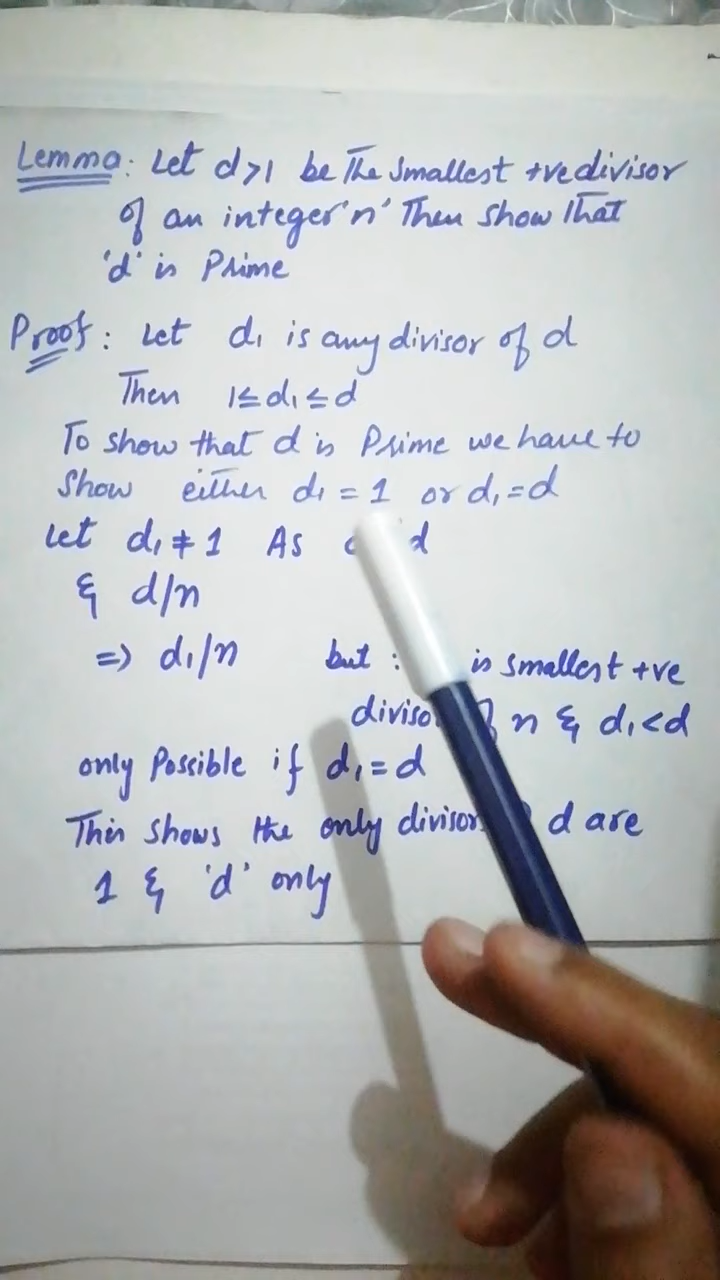 Lemma: Let d>1 be The smallest +ve divisor
of an integer 'n' Then show That
'd' is Prime
Proof: Let d₁ is any divisor of d
Then 1≤d₁≤d
To show that d is Prime we have to
Show either d₁ = 1 or d₁=d
Let d₁≠1 As d
& d/n
=> d₁/n but : is smallest +ve
n & d₁<d
only Possible if d₁=d
This shows the only d are
1 & 'd' only